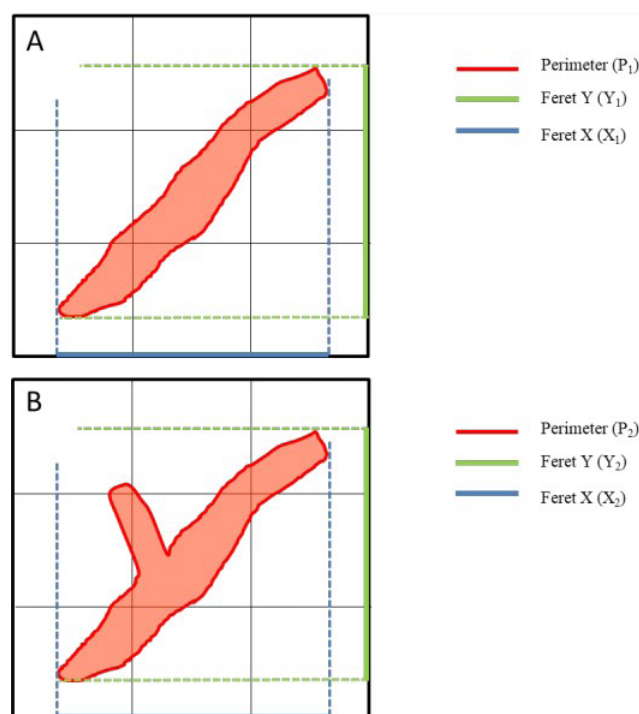 A
Perimeter (P₁)
Feret Y (Y₁)
Feret X (X₁)
B
Perimeter (P₂)
Feret Y (Y₂)
Feret X (X₂)